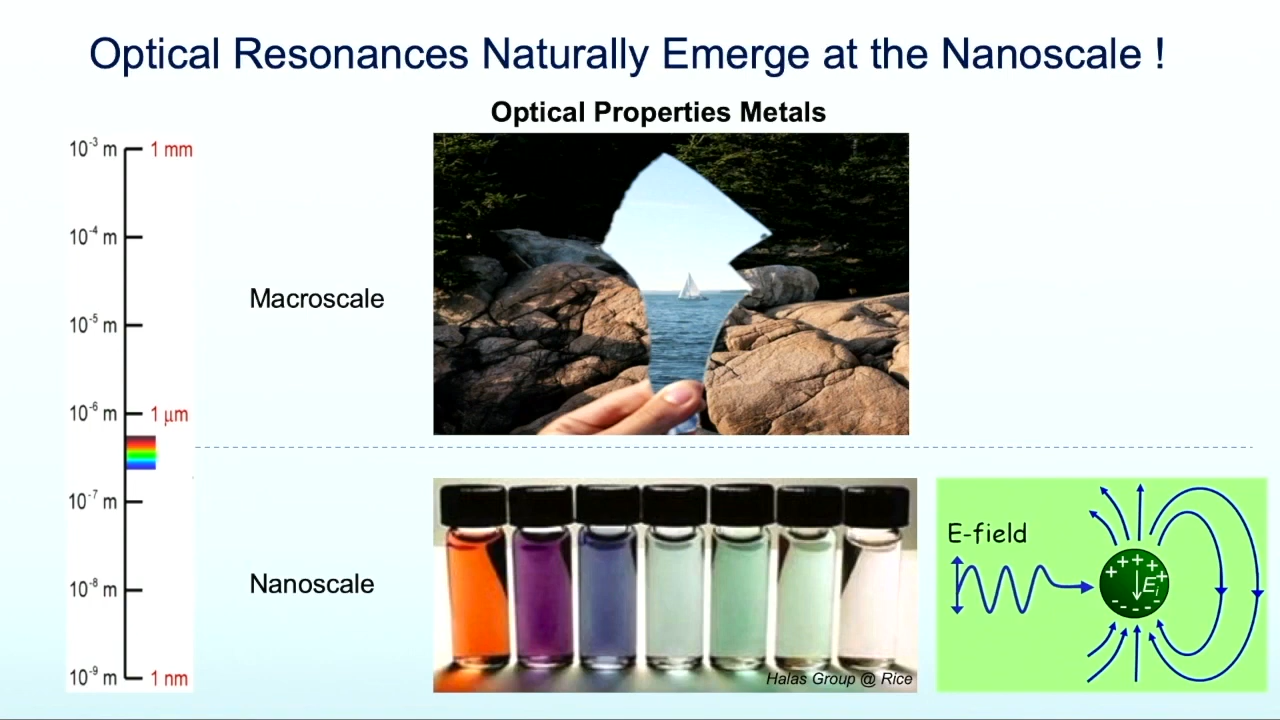 Optical Resonances Naturally Emerge at the Nanoscale !
Optical Properties Metals
10⁻³ m 1 mm
10⁻⁴ m
10⁻⁵ m
10⁻⁶ m 1 µm
10⁻⁷ m
10⁻⁸ m
10⁻⁹ m 1 nm
Macroscale
Nanoscale
Halas Group @ Rice
E-field
+ + + + + +
Eᵢ
- - - - - -